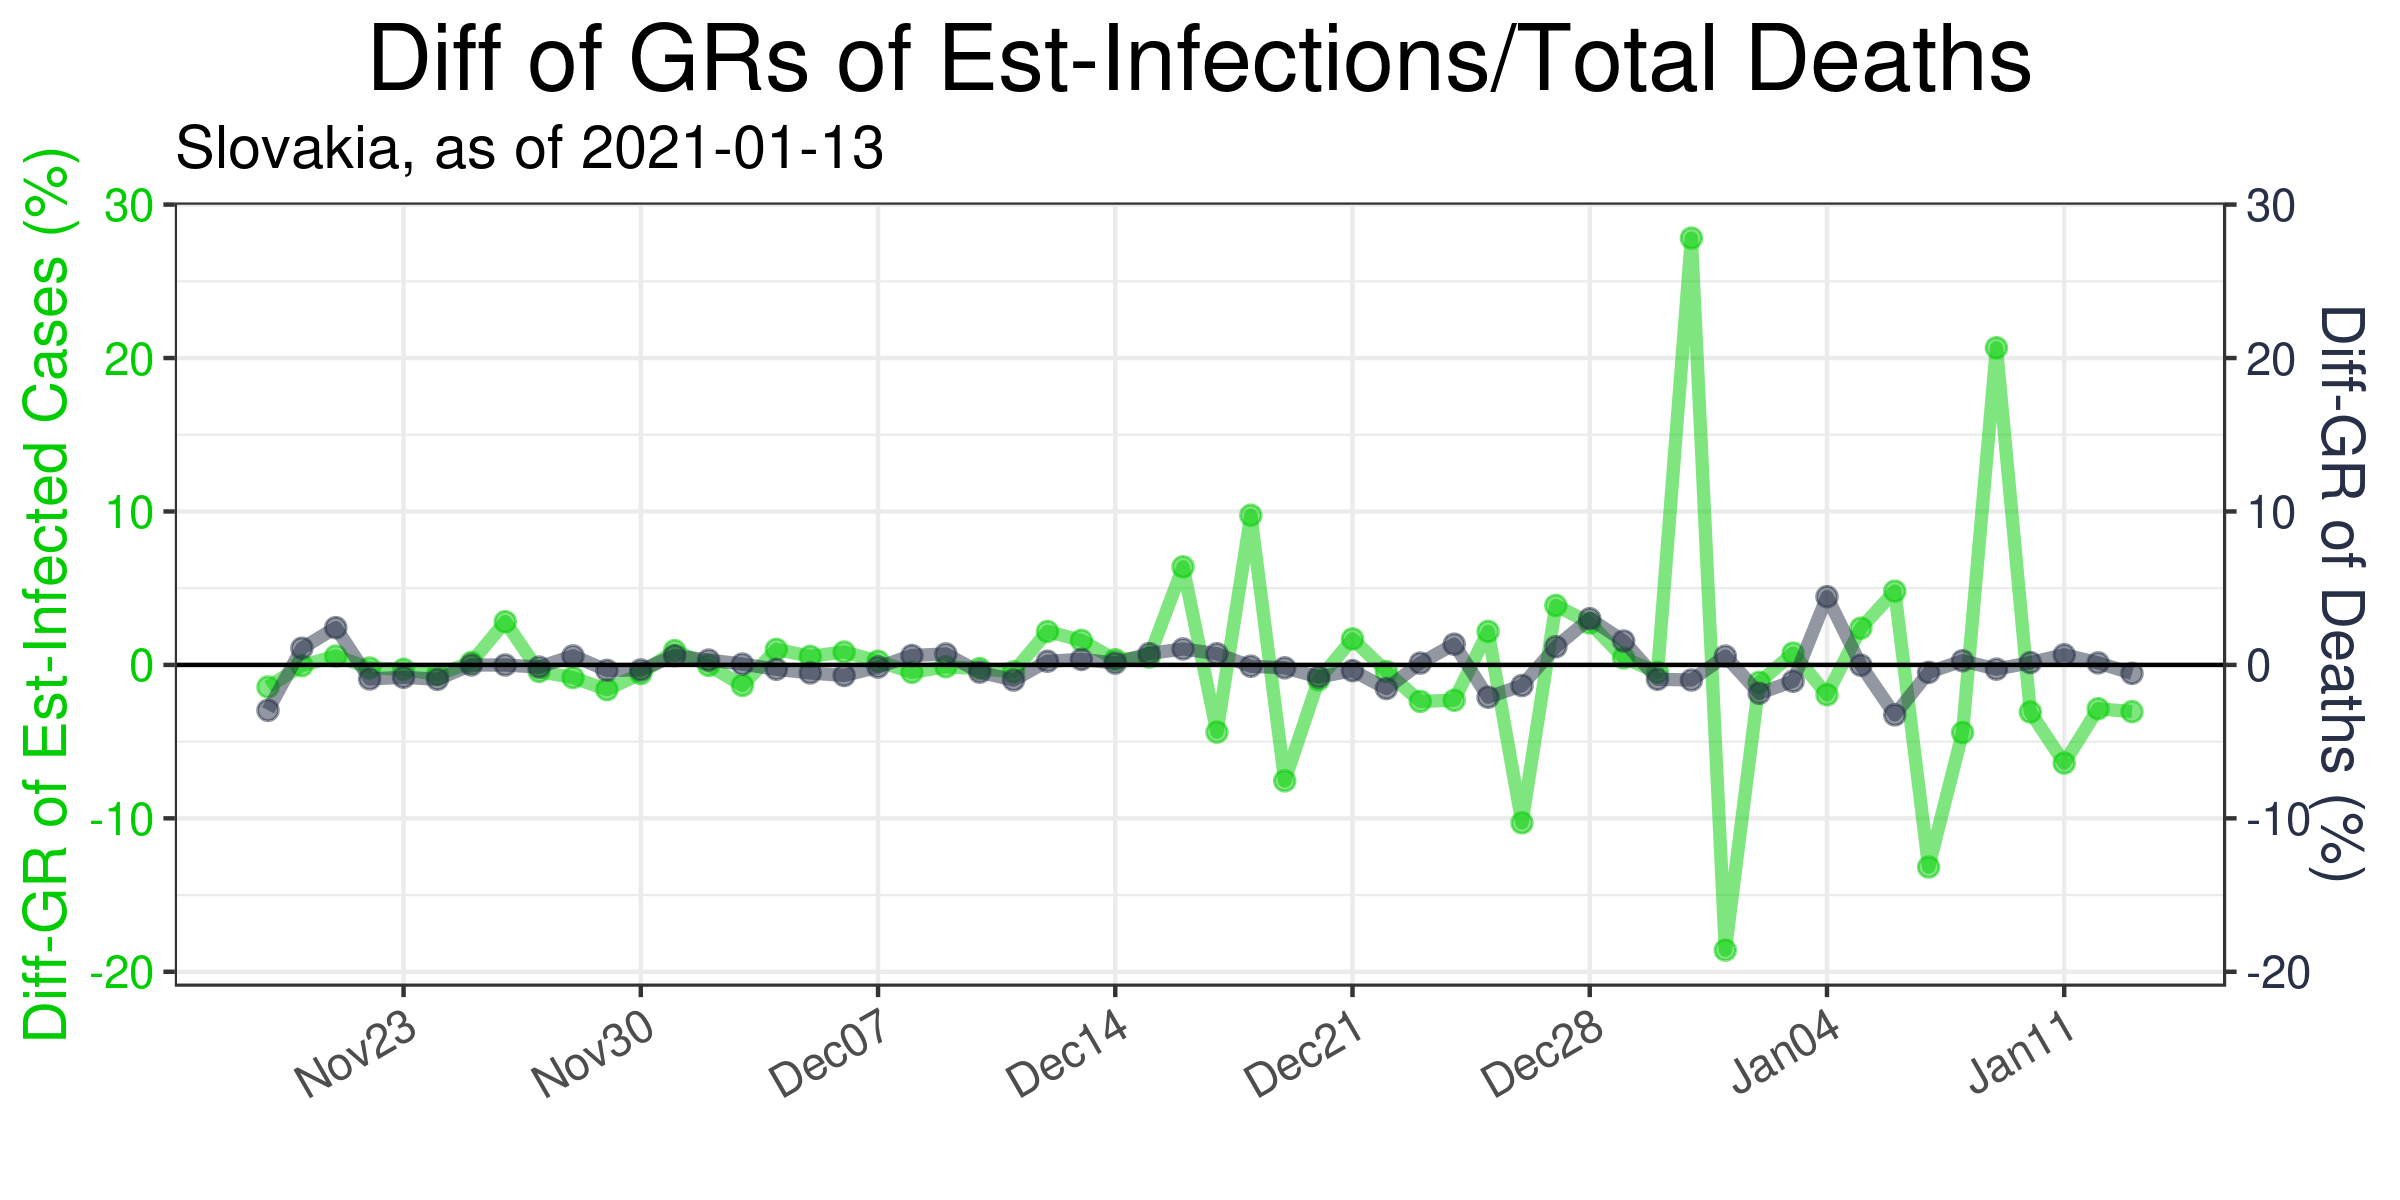 Diff of GRs of Est-Infections/Total Deaths
Slovakia, as of 2021-01-13
Diff-GR of Est-Infected Cases (%)
30
20
10
0
-10
-20
30
20
10
0
-10
-20
Diff-GR of Deaths (%)
Nov23
Nov30
Dec07
Dec14
Dec21
Dec28
Jan04
Jan11